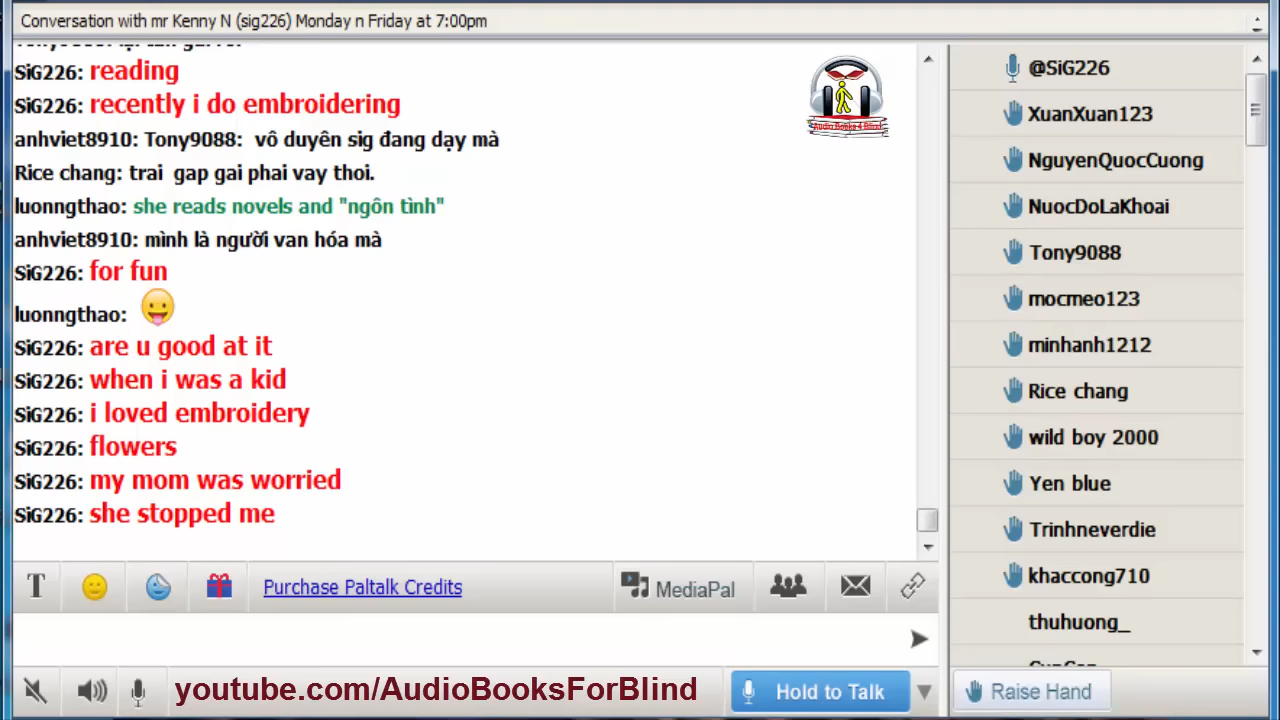 Conversation with mr Kenny N (sig226) Monday n Friday at 7:00pm
SiG226: reading
SiG226: recently i do embroidering
anhviet8910: Tony9088: vô duyên sig đang dạy mà
Rice chang: trai gap gai phai vay thoi.
luonngthao: she reads novels and "ngôn tình"
anhviet8910: mình là người van hóa mà
SiG226: for fun
luonngthao:
SiG226: are u good at it
SiG226: when i was a kid
SiG226: i loved embroidery
SiG226: flowers
SiG226: my mom was worried
SiG226: she stopped me
Audio Books 4 Blind
@SiG226
XuanXuan123
NguyenQuocCuong
NuocDoLaKhoai
Tony9088
mocmeo123
minhanh1212
Rice chang
wild boy 2000
Yen blue
Trinhneverdie
khaccong710
thuhuong_
T Purchase Paltalk Credits MediaPal
youtube.com/AudioBooksForBlind Hold to Talk Raise Hand